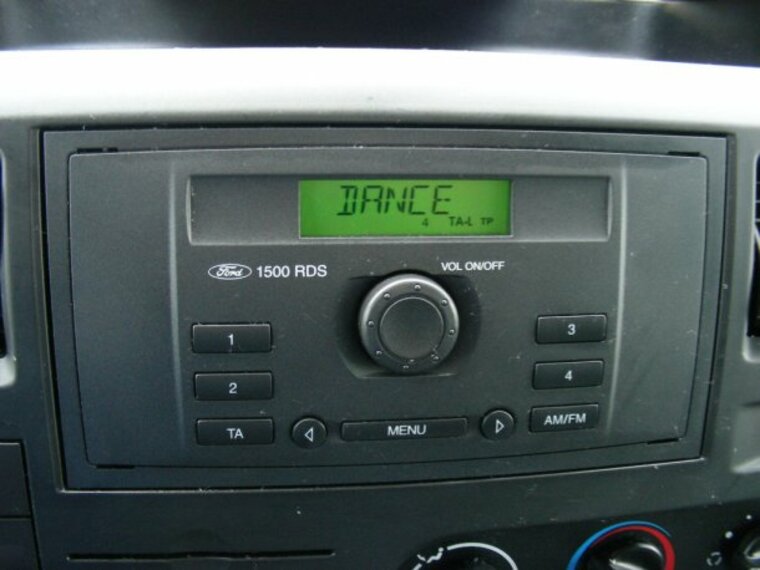 DANCE
4 TA-L TP
Ford 1500 RDS
VOL ON/OFF
1
3
2
4
TA
MENU
AM/FM